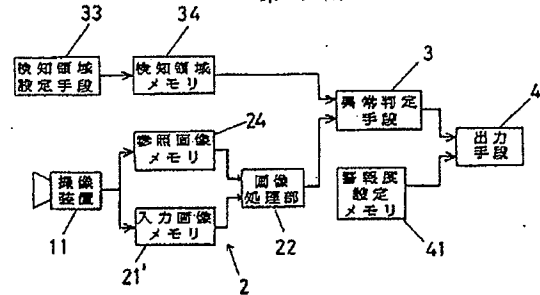 33
34
検知領域
設定手段
検知領域
メモリ
3
異常判定
手段
4
出力
手段
24
参照画像
メモリ
撮像
装置
11
画像
処理部
22
入力画像
メモリ
21'
2
警報度
設定
メモリ
41